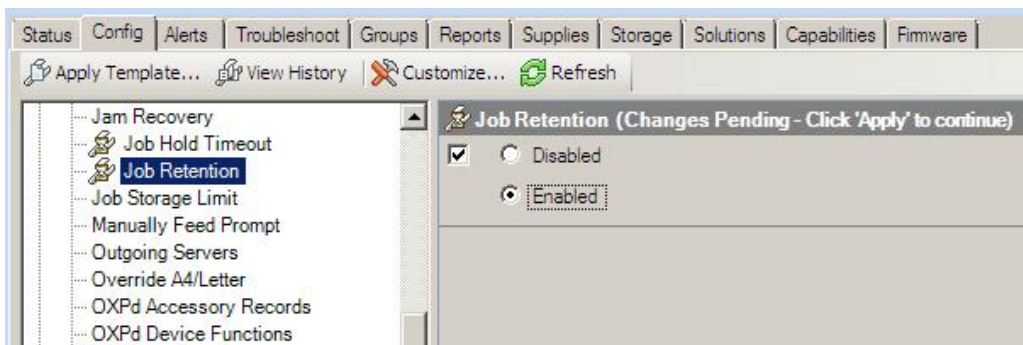 Status Config Alerts Troubleshoot Groups Reports Supplies Storage Solutions Capabilities Firmware
Apply Template... View History Customize... Refresh
Jam Recovery
Job Hold Timeout
Job Retention
Job Storage Limit
Manually Feed Prompt
Outgoing Servers
Override A4/Letter
OXPd Accessory Records
OXPd Device Functions
Job Retention (Changes Pending - Click 'Apply' to continue)
Disabled
Enabled